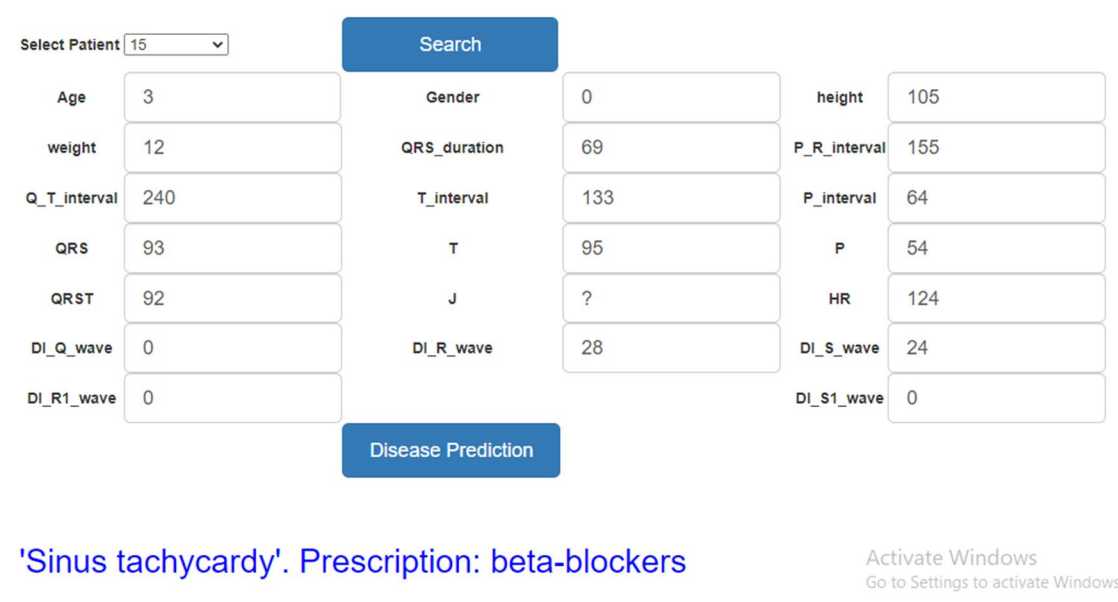 Select Patient 15 Search
Age 3 Gender 0 height 105
weight 12 QRS_duration 69 P_R_interval 155
Q_T_interval 240 T_interval 133 P_interval 64
QRS 93 T 95 P 54
QRST 92 J ? HR 124
DI_Q_wave 0 DI_R_wave 28 DI_S_wave 24
DI_R1_wave 0 DI_S1_wave 0
Disease Prediction
'Sinus tachycardy'. Prescription: beta-blockers
Activate Windows
Go to Settings to activate Windows